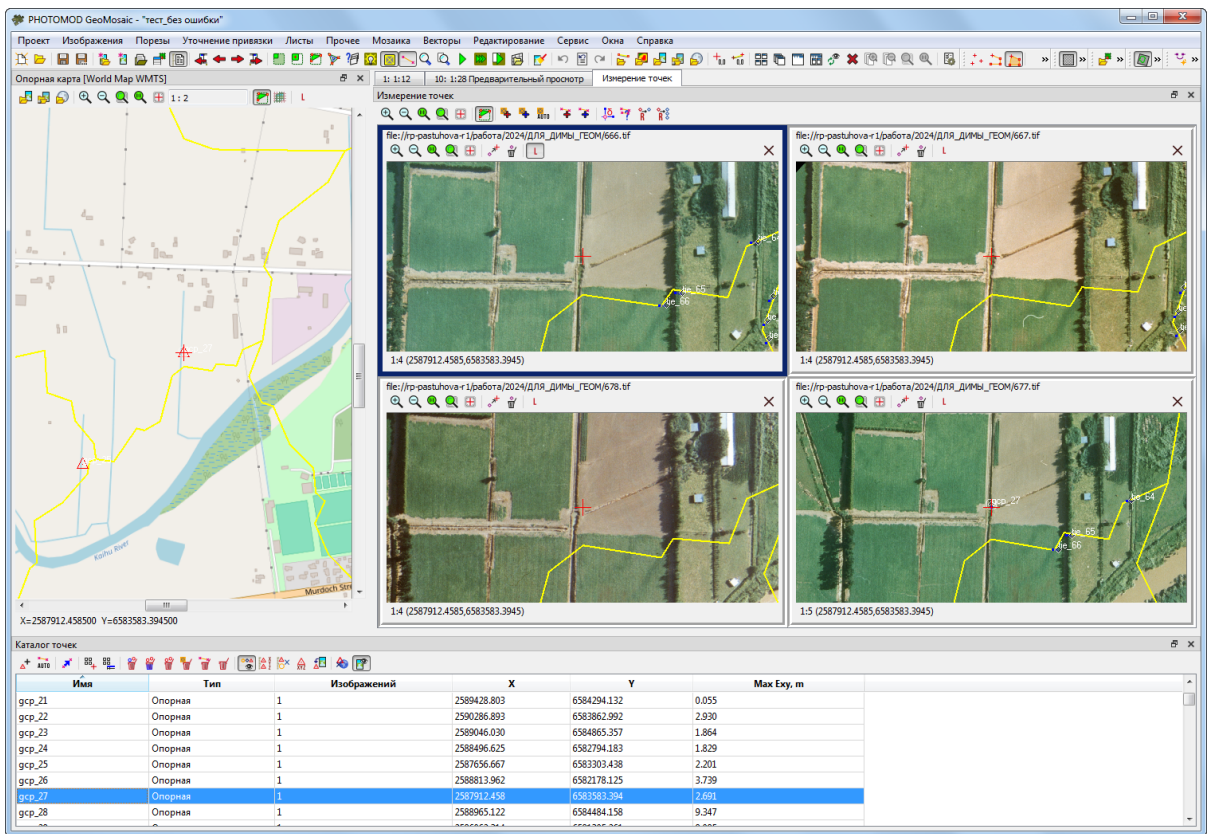 PHOTOMOD GeoMosaic - "тест_без ошибки"
Проект Изображения Порезы Уточнение привязки Листы Прочее Мозаика Векторы Редактирование Сервис Окна Справка
Опорная карта [World Map WMTS]
1:2
L
Kaihu River
Murdoch Str
X=2587912.458500 Y=6583583.394500
1: 1:12 10: 1:28 Предварительный просмотр Измерение точек
Измерение точек
AUTO
file://rp-pastuhova-r1/работа/2024/ДЛЯ_ДИМЫ_ГЕОМ/666.tif
L
tie_65
tie_66
1:4 (2587912.4585,6583583.3945)
file://rp-pastuhova-r1/работа/2024/ДЛЯ_ДИМЫ_ГЕОМ/667.tif
L
1:4 (2587912.4585,6583583.3945)
file://rp-pastuhova-r1/работа/2024/ДЛЯ_ДИМЫ_ГЕОМ/678.tif
L
1:4 (2587912.4585,6583583.3945)
file://rp-pastuhova-r1/работа/2024/ДЛЯ_ДИМЫ_ГЕОМ/677.tif
L
gcp_27
tie_64
tie_65
tie_66
1:5 (2587912.4585,6583583.3945)
Каталог точек
AUTO
Имя Тип Изображений X Y Max Exy, m
gcp_21 Опорная 1 2589428.803 6584294.132 0.055
gcp_22 Опорная 1 2590286.893 6583862.992 2.930
gcp_23 Опорная 1 2589046.030 6584865.357 1.864
gcp_24 Опорная 1 2588496.625 6582794.183 1.829
gcp_25 Опорная 1 2587656.667 6583303.438 2.201
gcp_26 Опорная 1 2588813.962 6582178.125 3.739
gcp_27 Опорная 1 2587912.458 6583583.394 2.691
gcp_28 Опорная 1 2588965.122 6584484.158 9.347